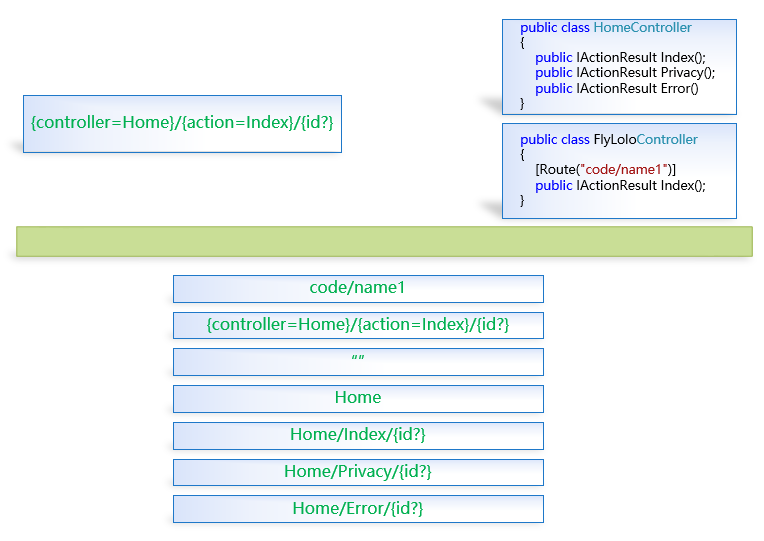 {controller=Home}/{action=Index}/{id?}
public class HomeController
{
public IActionResult Index();
public IActionResult Privacy();
public IActionResult Error()
}
public class FlyLoloController
{
[Route("code/name1")]
public IActionResult Index();
}
code/name1
{controller=Home}/{action=Index}/{id?}
“”
Home
Home/Index/{id?}
Home/Privacy/{id?}
Home/Error/{id?}